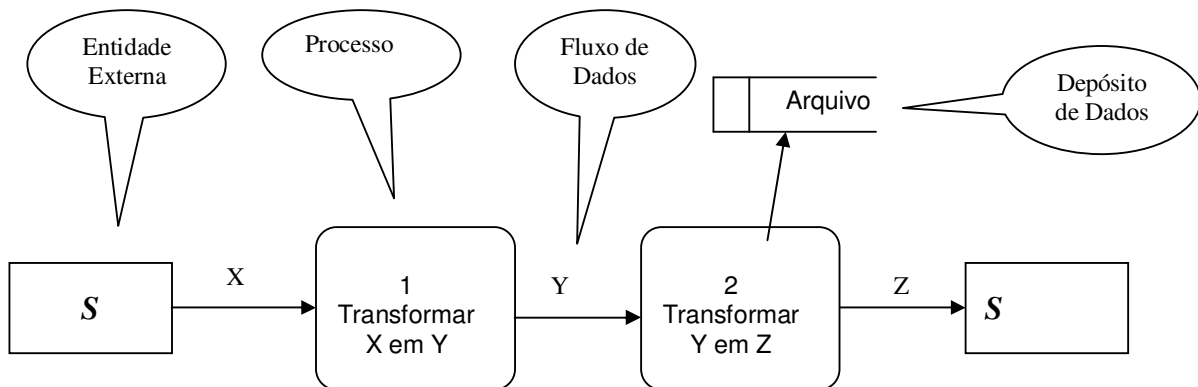 Entidade
Externa
Processo
Fluxo de
Dados
Arquivo
Depósito
de Dados
S
X
1
Transformar
X em Y
Y
2
Transformar
Y em Z
Z
S